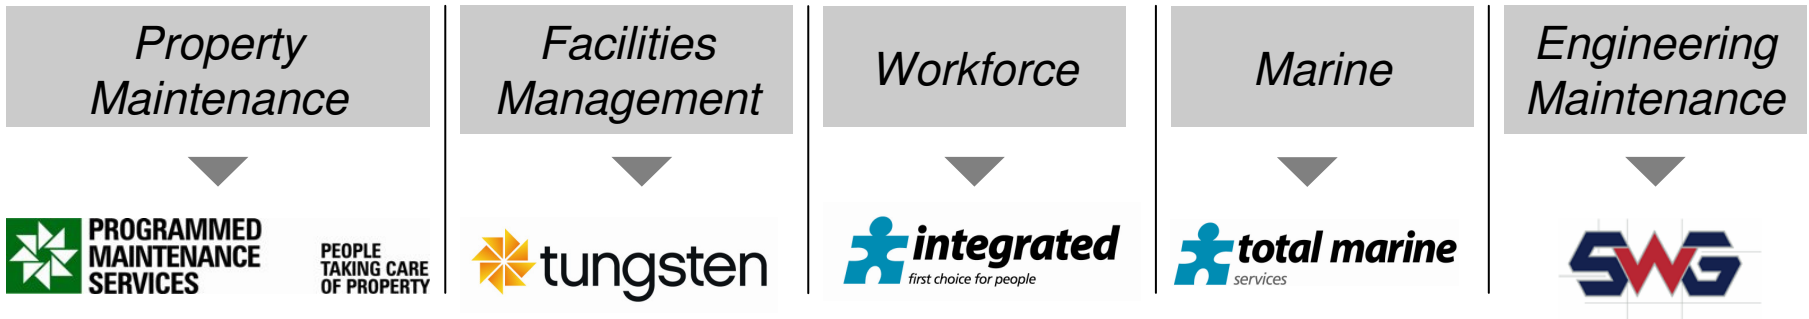 Property
Maintenance
Facilities
Management
Workforce
Marine
Engineering
Maintenance
PROGRAMMED
MAINTENANCE
SERVICES
PEOPLE
TAKING CARE
OF PROPERTY
tungsten
integrated
first choice for people
total marine
services
SWG